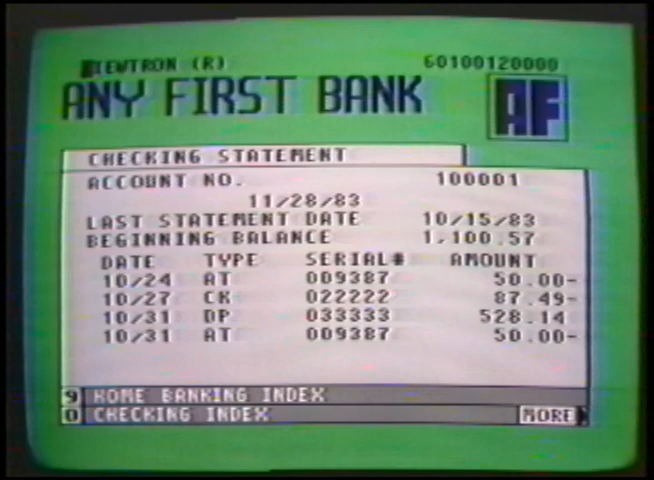 VIEWTRON (R) 60100120000
ANY FIRST BANK AF
CHECKING STATEMENT
ACCOUNT NO. 100001
11/28/83
LAST STATEMENT DATE 10/15/83
BEGINNING BALANCE 1,100.57
DATE TYPE SERIAL# AMOUNT
10/24 AT 009387 50.00-
10/27 CK 022222 87.49-
10/31 DP 033333 528.14
10/31 AT 009387 50.00-
9 HOME BANKING INDEX
0 CHECKING INDEX MORE